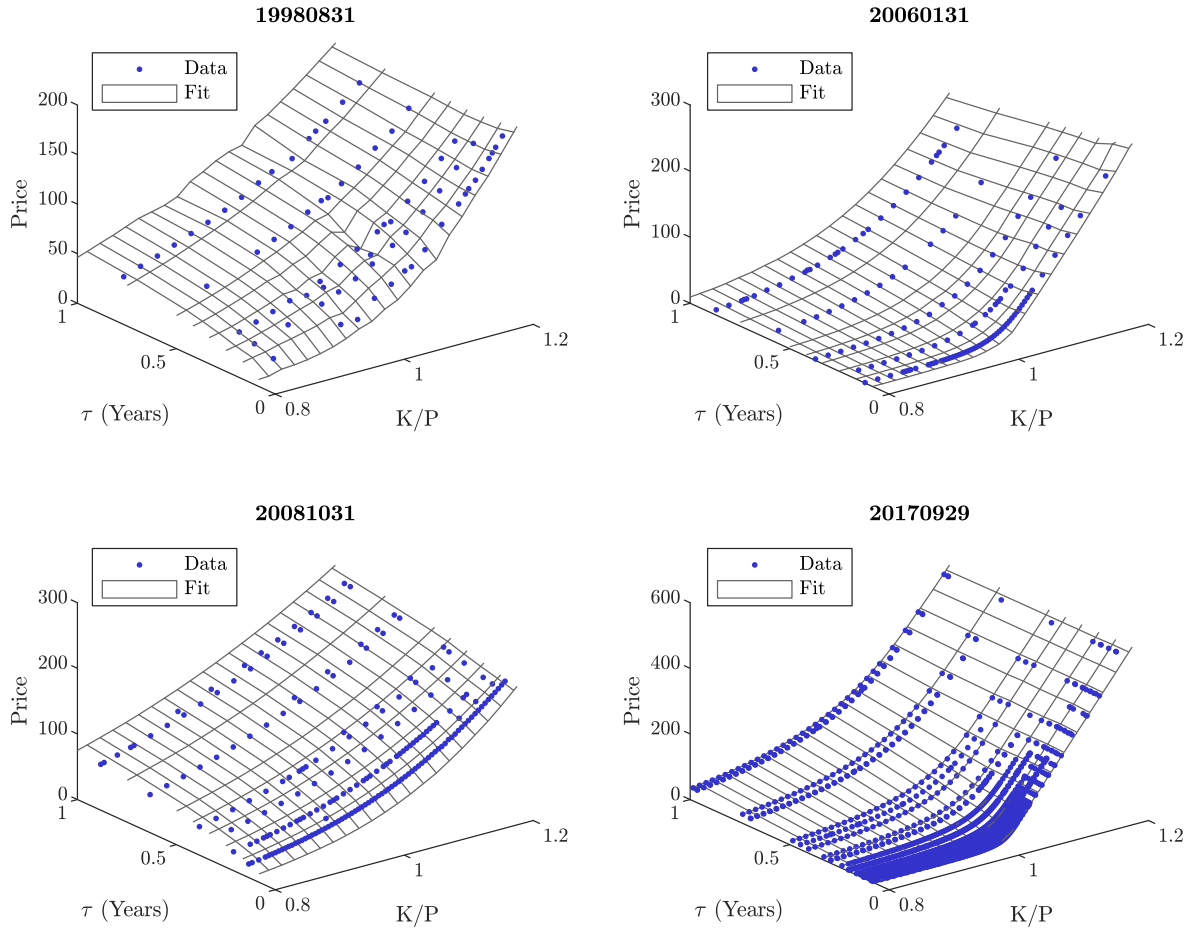 19980831
Data
Fit
200
150
100
50
0
Price
1
0.5
0
τ (Years)
0.8
1
1.2
K/P
20060131
Data
Fit
300
200
100
0
Price
1
0.5
0
τ (Years)
0.8
1
1.2
K/P
20081031
Data
Fit
300
200
100
0
Price
1
0.5
0
τ (Years)
0.8
1
1.2
K/P
20170929
Data
Fit
600
400
200
0
Price
1
0.5
0
τ (Years)
0.8
1
1.2
K/P